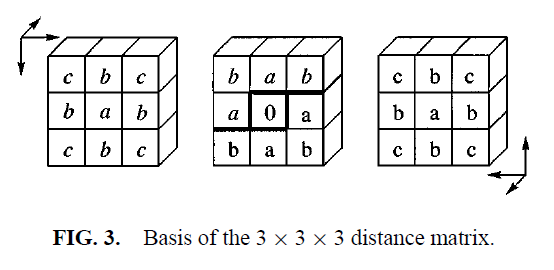 c b c b a b c b c
b a b a 0 a b a b
c b c b a b c b c
FIG. 3. Basis of the 3 × 3 × 3 distance matrix.